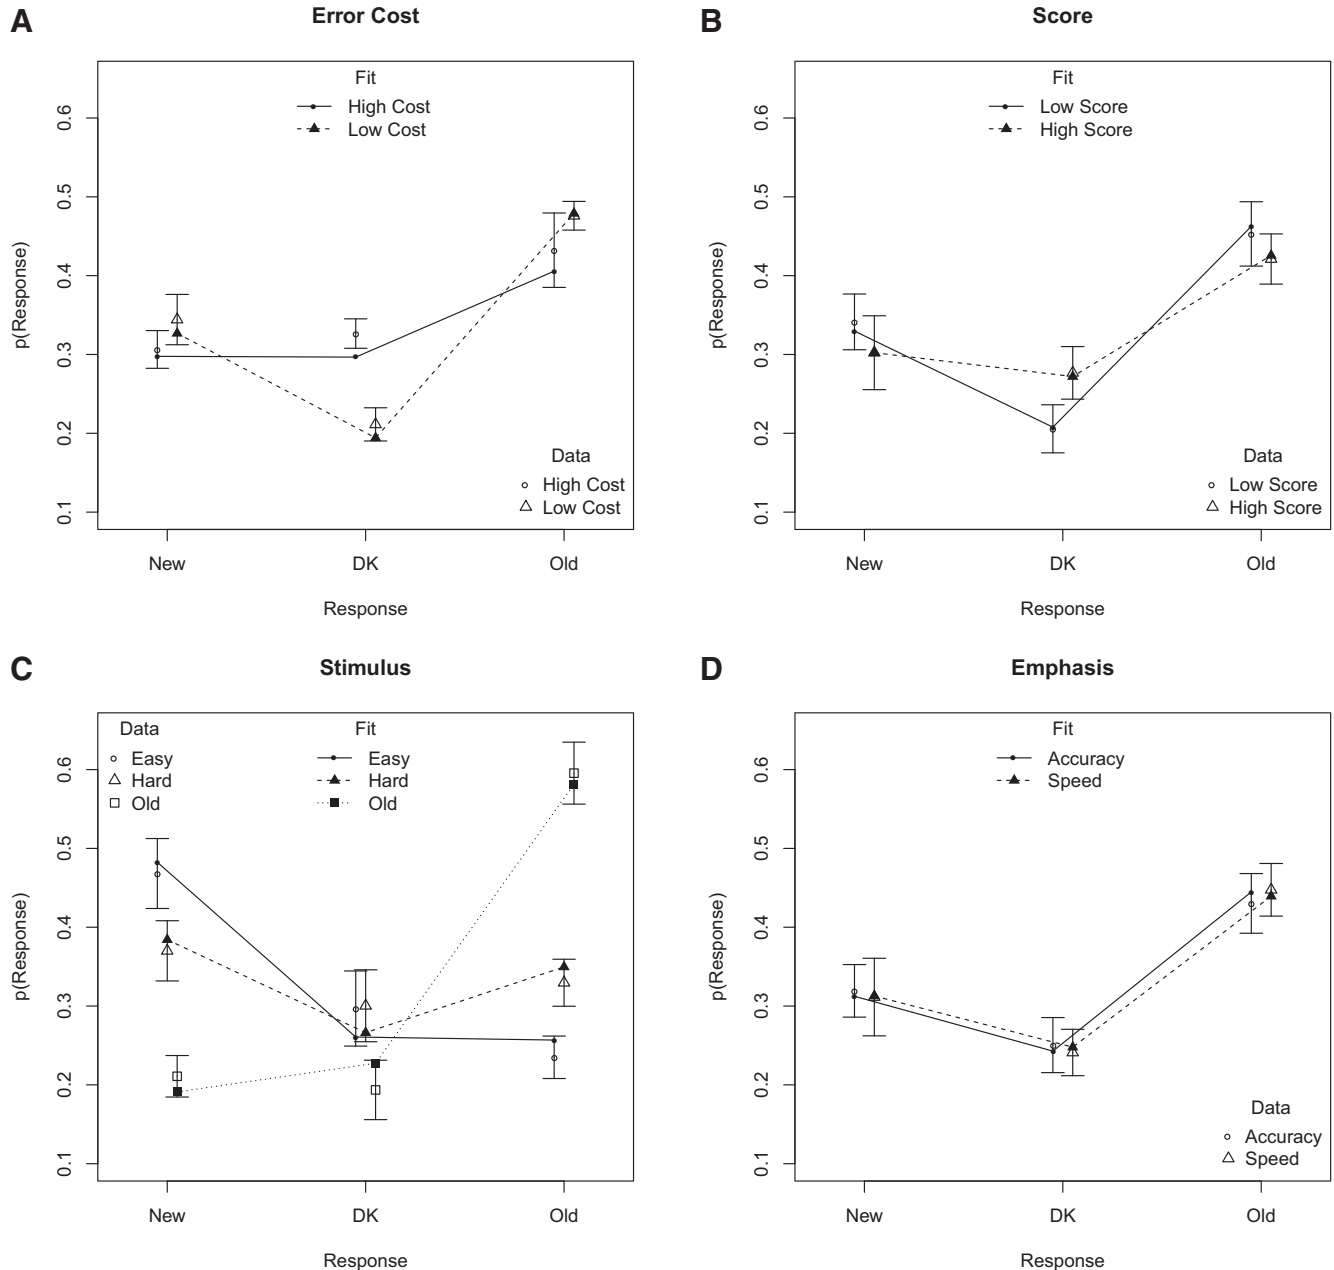 A
Error Cost
Fit
High Cost
Low Cost
0.6
0.5
0.4
0.3
0.2
0.1
p(Response)
Data
High Cost
Low Cost
New DK Old
Response
B
Score
Fit
Low Score
High Score
0.6
0.5
0.4
0.3
0.2
0.1
p(Response)
Data
Low Score
High Score
New DK Old
Response
C
Stimulus
Data Fit
Easy Easy
Hard Hard
Old Old
0.6
0.5
0.4
0.3
0.2
0.1
p(Response)
New DK Old
Response
D
Emphasis
Fit
Accuracy
Speed
0.6
0.5
0.4
0.3
0.2
0.1
p(Response)
Data
Accuracy
Speed
New DK Old
Response